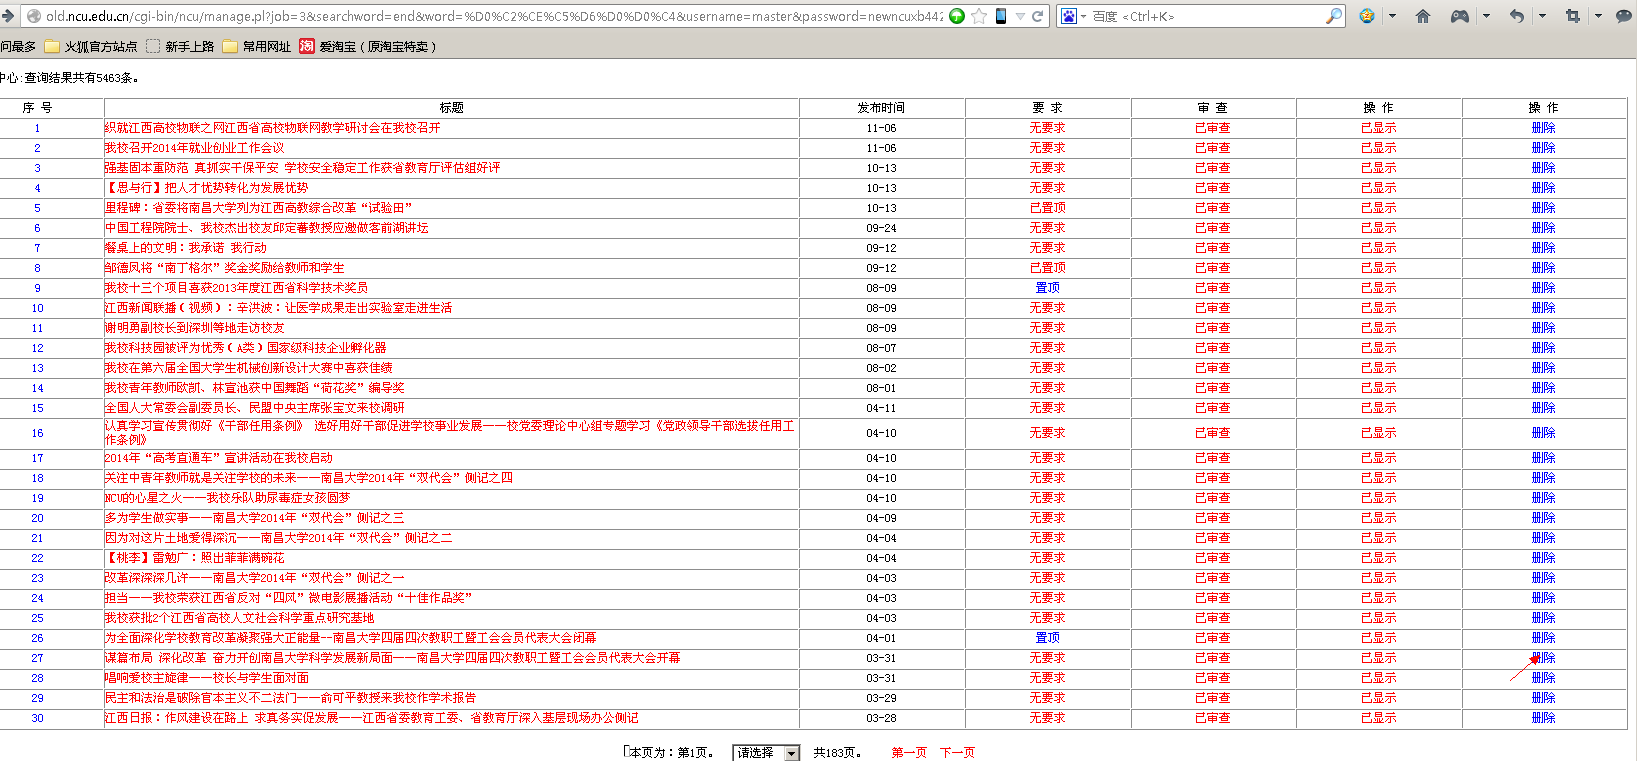 old.ncu.edu.cn/cgi-bin/ncu/manage.pl?job=3&searchword=end&word=%D0%C2%CE%C5%D6%D0%D0%C4&username=master&password=newncuxb442 百度 <Ctrl+K>
问最多 火狐官方站点 新手上路 常用网址 淘 爱淘宝（原淘宝特卖）
中心:查询结果共有5463条。
序 号 标题 发布时间 要 求 审 查 操 作 操 作
1 织就江西高校物联之网江西省高校物联网教学研讨会在我校召开 11-06 无要求 已审查 已显示 删除
2 我校召开2014年就业创业工作会议 11-06 无要求 已审查 已显示 删除
3 强基固本重防范 真抓实干保平安 学校安全稳定工作获省教育厅评估组好评 10-13 无要求 已审查 已显示 删除
4 【思与行】把人才优势转化为发展优势 10-13 无要求 已审查 已显示 删除
5 里程碑：省委将南昌大学列为江西高教综合改革“试验田” 10-13 已置顶 已审查 已显示 删除
6 中国工程院院士、我校杰出校友邱定蕃教授应邀做客前湖讲坛 09-24 无要求 已审查 已显示 删除
7 餐桌上的文明：我承诺 我行动 09-12 无要求 已审查 已显示 删除
8 邹德凤将“南丁格尔”奖金奖励给教师和学生 09-12 已置顶 已审查 已显示 删除
9 我校十三个项目喜获2013年度江西省科学技术奖员 08-09 置顶 已审查 已显示 删除
10 江西新闻联播（视频）：辛洪波：让医学成果走出实验室走进生活 08-09 无要求 已审查 已显示 删除
11 谢明勇副校长到深圳等地走访校友 08-09 无要求 已审查 已显示 删除
12 我校科技园被评为优秀（A类）国家级科技企业孵化器 08-07 无要求 已审查 已显示 删除
13 我校在第六届全国大学生机械创新设计大赛中喜获佳绩 08-02 无要求 已审查 已显示 删除
14 我校青年教师欧凯、林宣池获中国舞蹈“荷花奖”编导奖 08-01 无要求 已审查 已显示 删除
15 全国人大常委会副委员长、民盟中央主席张宝文来校调研 04-11 无要求 已审查 已显示 删除
16 认真学习宣传贯彻好《干部任用条例》 选好用好干部促进学校事业发展——校党委理论中心组专题学习《党政领导干部选拔任用工 04-10 无要求 已审查 已显示 删除
作条例》
17 2014年“高考直通车”宣讲活动在我校启动 04-10 无要求 已审查 已显示 删除
18 关注中青年教师就是关注学校的未来——南昌大学2014年“双代会”侧记之四 04-10 无要求 已审查 已显示 删除
19 NCU的心星之火——我校乐队助尿毒症女孩圆梦 04-10 无要求 已审查 已显示 删除
20 多为学生做实事——南昌大学2014年“双代会”侧记之三 04-09 无要求 已审查 已显示 删除
21 因为对这片土地爱得深沉——南昌大学2014年“双代会”侧记之二 04-04 无要求 已审查 已显示 删除
22 【桃李】雷勉广：照出菲菲满碗花 04-04 无要求 已审查 已显示 删除
23 改革深深深几许——南昌大学2014年“双代会”侧记之一 04-03 无要求 已审查 已显示 删除
24 担当——我校荣获江西省反对“四风”微电影展播活动“十佳作品奖” 04-03 无要求 已审查 已显示 删除
25 我校获批2个江西省高校人文社会科学重点研究基地 04-03 无要求 已审查 已显示 删除
26 为全面深化学校教育改革凝聚强大正能量--南昌大学四届四次教职工暨工会会员代表大会闭幕 04-01 置顶 已审查 已显示 删除
27 谋篇布局 深化改革 奋力开创南昌大学科学发展新局面——南昌大学四届四次教职工暨工会会员代表大会开幕 03-31 无要求 已审查 已显示 删除
28 唱响爱校主旋律——校长与学生面对面 03-31 无要求 已审查 已显示 删除
29 民主和法治是破除官本主义不二法门——俞可平教授来我校作学术报告 03-29 无要求 已审查 已显示 删除
30 江西日报：作风建设在路上 求真务实促发展——江西省委教育工委、省教育厅深入基层现场办公侧记 03-28 无要求 已审查 已显示 删除
[本页为：第1页。 请选择 共183页。 第一页 下一页